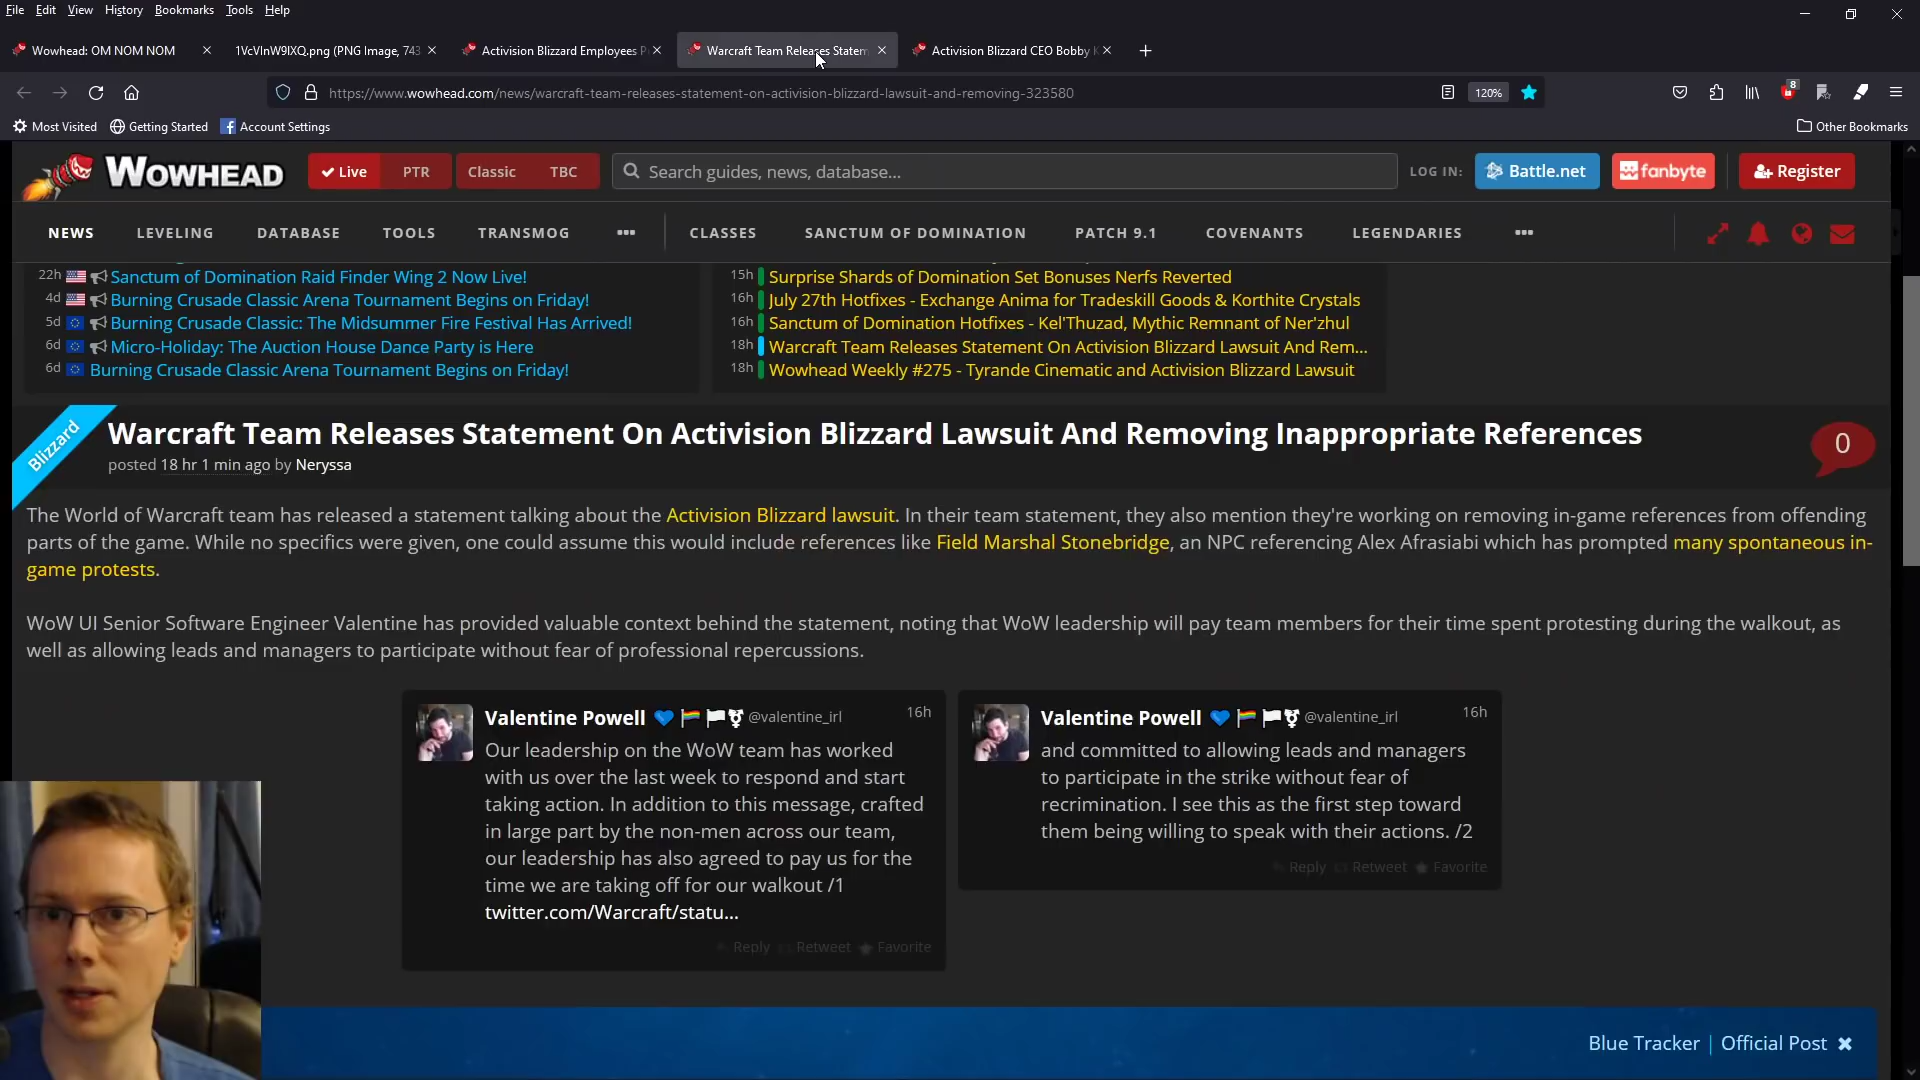 File Edit View History Bookmarks Tools Help
Wowhead: OM NOM NOM
1VcVlnW9IXQ.png (PNG Image, 743
Activision Blizzard Employees P
Warcraft Team Releases Statem
Activision Blizzard CEO Bobby K
https://www.wowhead.com/news/warcraft-team-releases-statement-on-activision-blizzard-lawsuit-and-removing-323580
120%
8
Most Visited Getting Started Account Settings
Other Bookmarks
WOWHEAD
Live PTR Classic TBC
Search guides, news, database...
LOG IN: Battle.net fanbyte Register
NEWS LEVELING DATABASE TOOLS TRANSMOG ••• CLASSES SANCTUM OF DOMINATION PATCH 9.1 COVENANTS LEGENDARIES •••
22h Sanctum of Domination Raid Finder Wing 2 Now Live!
4d Burning Crusade Classic Arena Tournament Begins on Friday!
5d Burning Crusade Classic: The Midsummer Fire Festival Has Arrived!
6d Micro-Holiday: The Auction House Dance Party is Here
6d Burning Crusade Classic Arena Tournament Begins on Friday!
15h Surprise Shards of Domination Set Bonuses Nerfs Reverted
16h July 27th Hotfixes - Exchange Anima for Tradeskill Goods & Korthite Crystals
16h Sanctum of Domination Hotfixes - Kel'Thuzad, Mythic Remnant of Ner'zhul
18h Warcraft Team Releases Statement On Activision Blizzard Lawsuit And Rem...
18h Wowhead Weekly #275 - Tyrande Cinematic and Activision Blizzard Lawsuit
Blizzard
Warcraft Team Releases Statement On Activision Blizzard Lawsuit And Removing Inappropriate References
posted 18 hr 1 min ago by Neryssa
0
The World of Warcraft team has released a statement talking about the Activision Blizzard lawsuit. In their team statement, they also mention they're working on removing in-game references from offending
parts of the game. While no specifics were given, one could assume this would include references like Field Marshal Stonebridge, an NPC referencing Alex Afrasiabi which has prompted many spontaneous in-
game protests.
WoW UI Senior Software Engineer Valentine has provided valuable context behind the statement, noting that WoW leadership will pay team members for their time spent protesting during the walkout, as
well as allowing leads and managers to participate without fear of professional repercussions.
Valentine Powell 💙🏳️‍🌈🏳⚧ @valentine_irl 16h
Our leadership on the WoW team has worked
with us over the last week to respond and start
taking action. In addition to this message, crafted
in large part by the non-men across our team,
our leadership has also agreed to pay us for the
time we are taking off for our walkout /1
twitter.com/Warcraft/statu...
Reply Retweet Favorite
Valentine Powell 💙🏳️‍🌈🏳⚧ @valentine_irl 16h
and committed to allowing leads and managers
to participate in the strike without fear of
recrimination. I see this as the first step toward
them being willing to speak with their actions. /2
Reply Retweet Favorite
Blue Tracker | Official Post